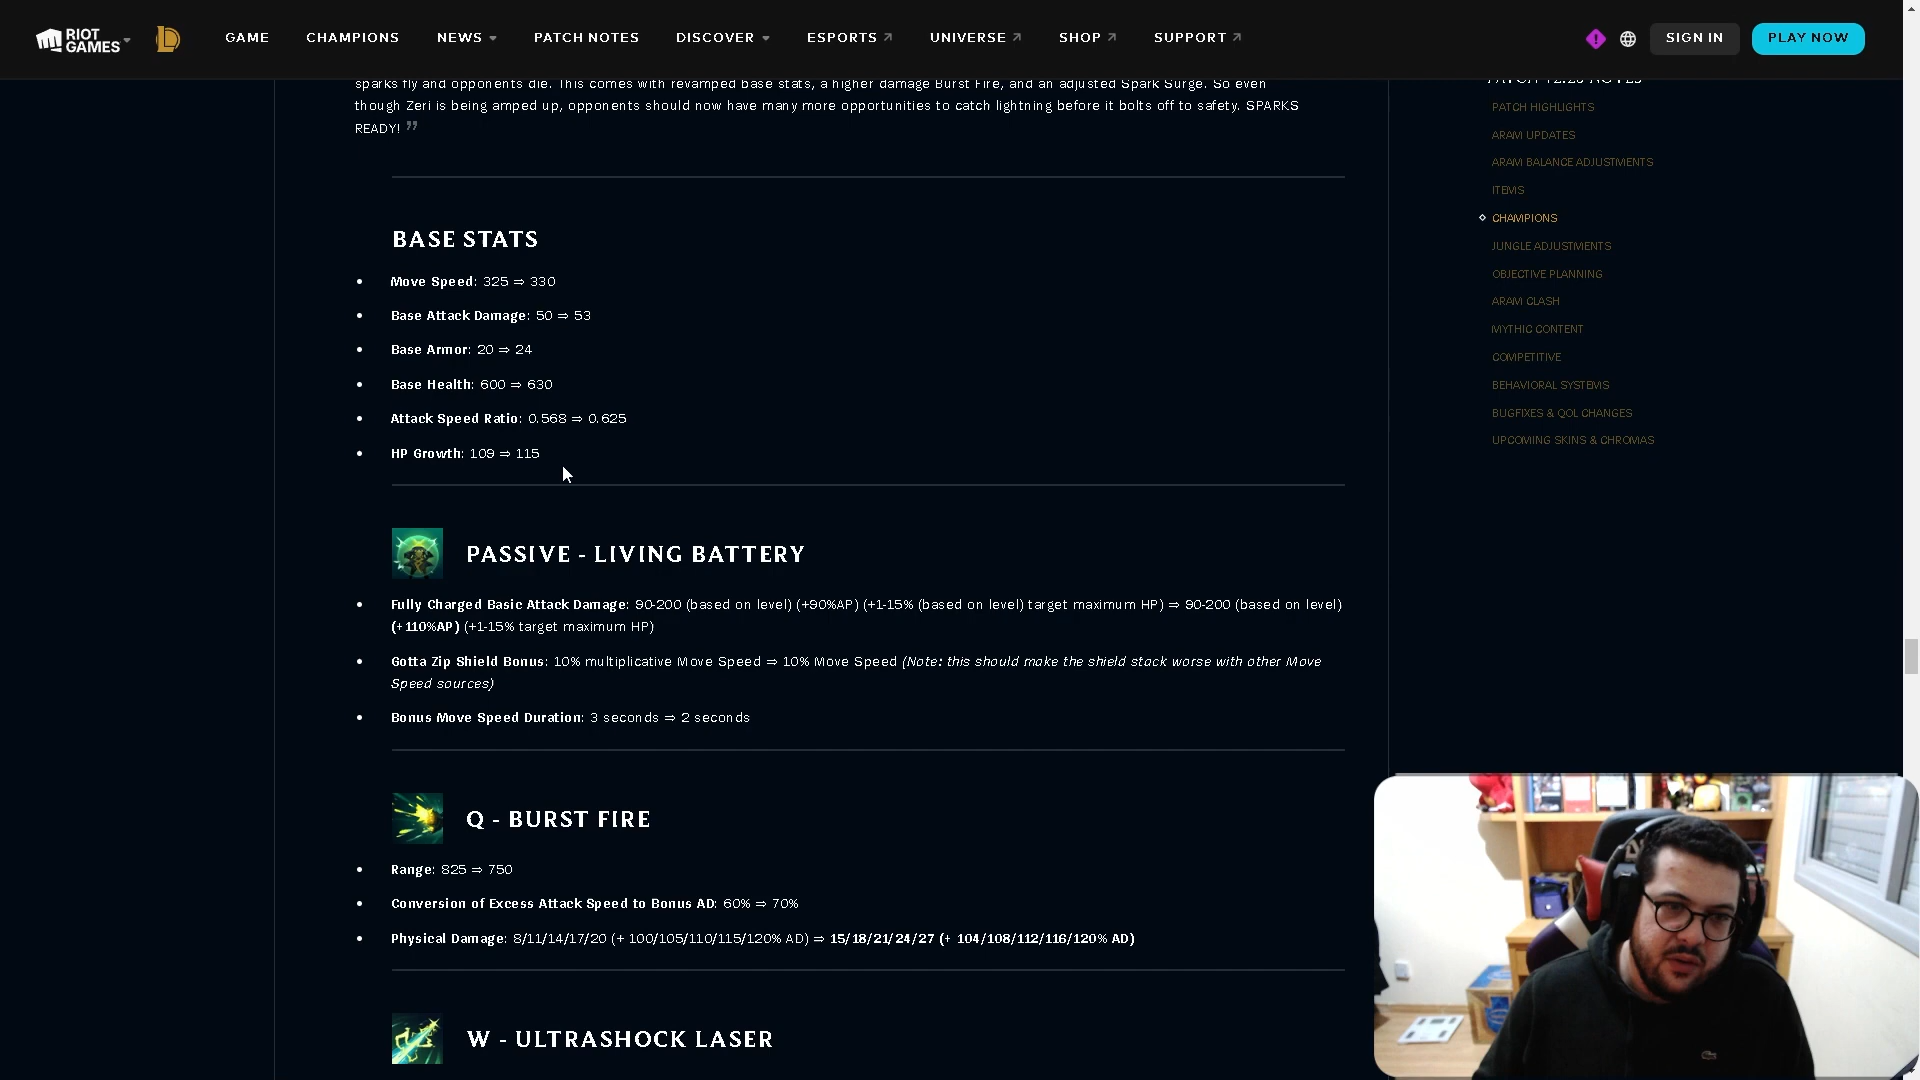 RIOT GAMES
GAME
CHAMPIONS
NEWS
PATCH NOTES
DISCOVER
ESPORTS
UNIVERSE
SHOP
SUPPORT
SIGN IN
PLAY NOW
sparks fly and opponents die. This comes with revamped base stats, a higher damage Burst Fire, and an adjusted Spark Surge. So even
though Zeri is being amped up, opponents should now have many more opportunities to catch lightning before it bolts off to safety. SPARKS
READY! ”
BASE STATS
• Move Speed: 325 ⇒ 330
• Base Attack Damage: 50 ⇒ 53
• Base Armor: 20 ⇒ 24
• Base Health: 600 ⇒ 630
• Attack Speed Ratio: 0.568 ⇒ 0.625
• HP Growth: 109 ⇒ 115
PASSIVE - LIVING BATTERY
• Fully Charged Basic Attack Damage: 90-200 (based on level) (+90%AP) (+1-15% (based on level) target maximum HP) ⇒ 90-200 (based on level)
(+110%AP) (+1-15% target maximum HP)
• Gotta Zip Shield Bonus: 10% multiplicative Move Speed ⇒ 10% Move Speed (Note: this should make the shield stack worse with other Move
Speed sources)
• Bonus Move Speed Duration: 3 seconds ⇒ 2 seconds
Q - BURST FIRE
• Range: 825 ⇒ 750
• Conversion of Excess Attack Speed to Bonus AD: 60% ⇒ 70%
• Physical Damage: 8/11/14/17/20 (+ 100/105/110/115/120% AD) ⇒ 15/18/21/24/27 (+ 104/108/112/116/120% AD)
W - ULTRASHOCK LASER
PATCH 12.23 NOTES
PATCH HIGHLIGHTS
ARAM UPDATES
ARAM BALANCE ADJUSTMENTS
ITEMS
CHAMPIONS
JUNGLE ADJUSTMENTS
OBJECTIVE PLANNING
ARAM CLASH
MYTHIC CONTENT
COMPETITIVE
BEHAVIORAL SYSTEMS
BUGFIXES & QOL CHANGES
UPCOMING SKINS & CHROMAS